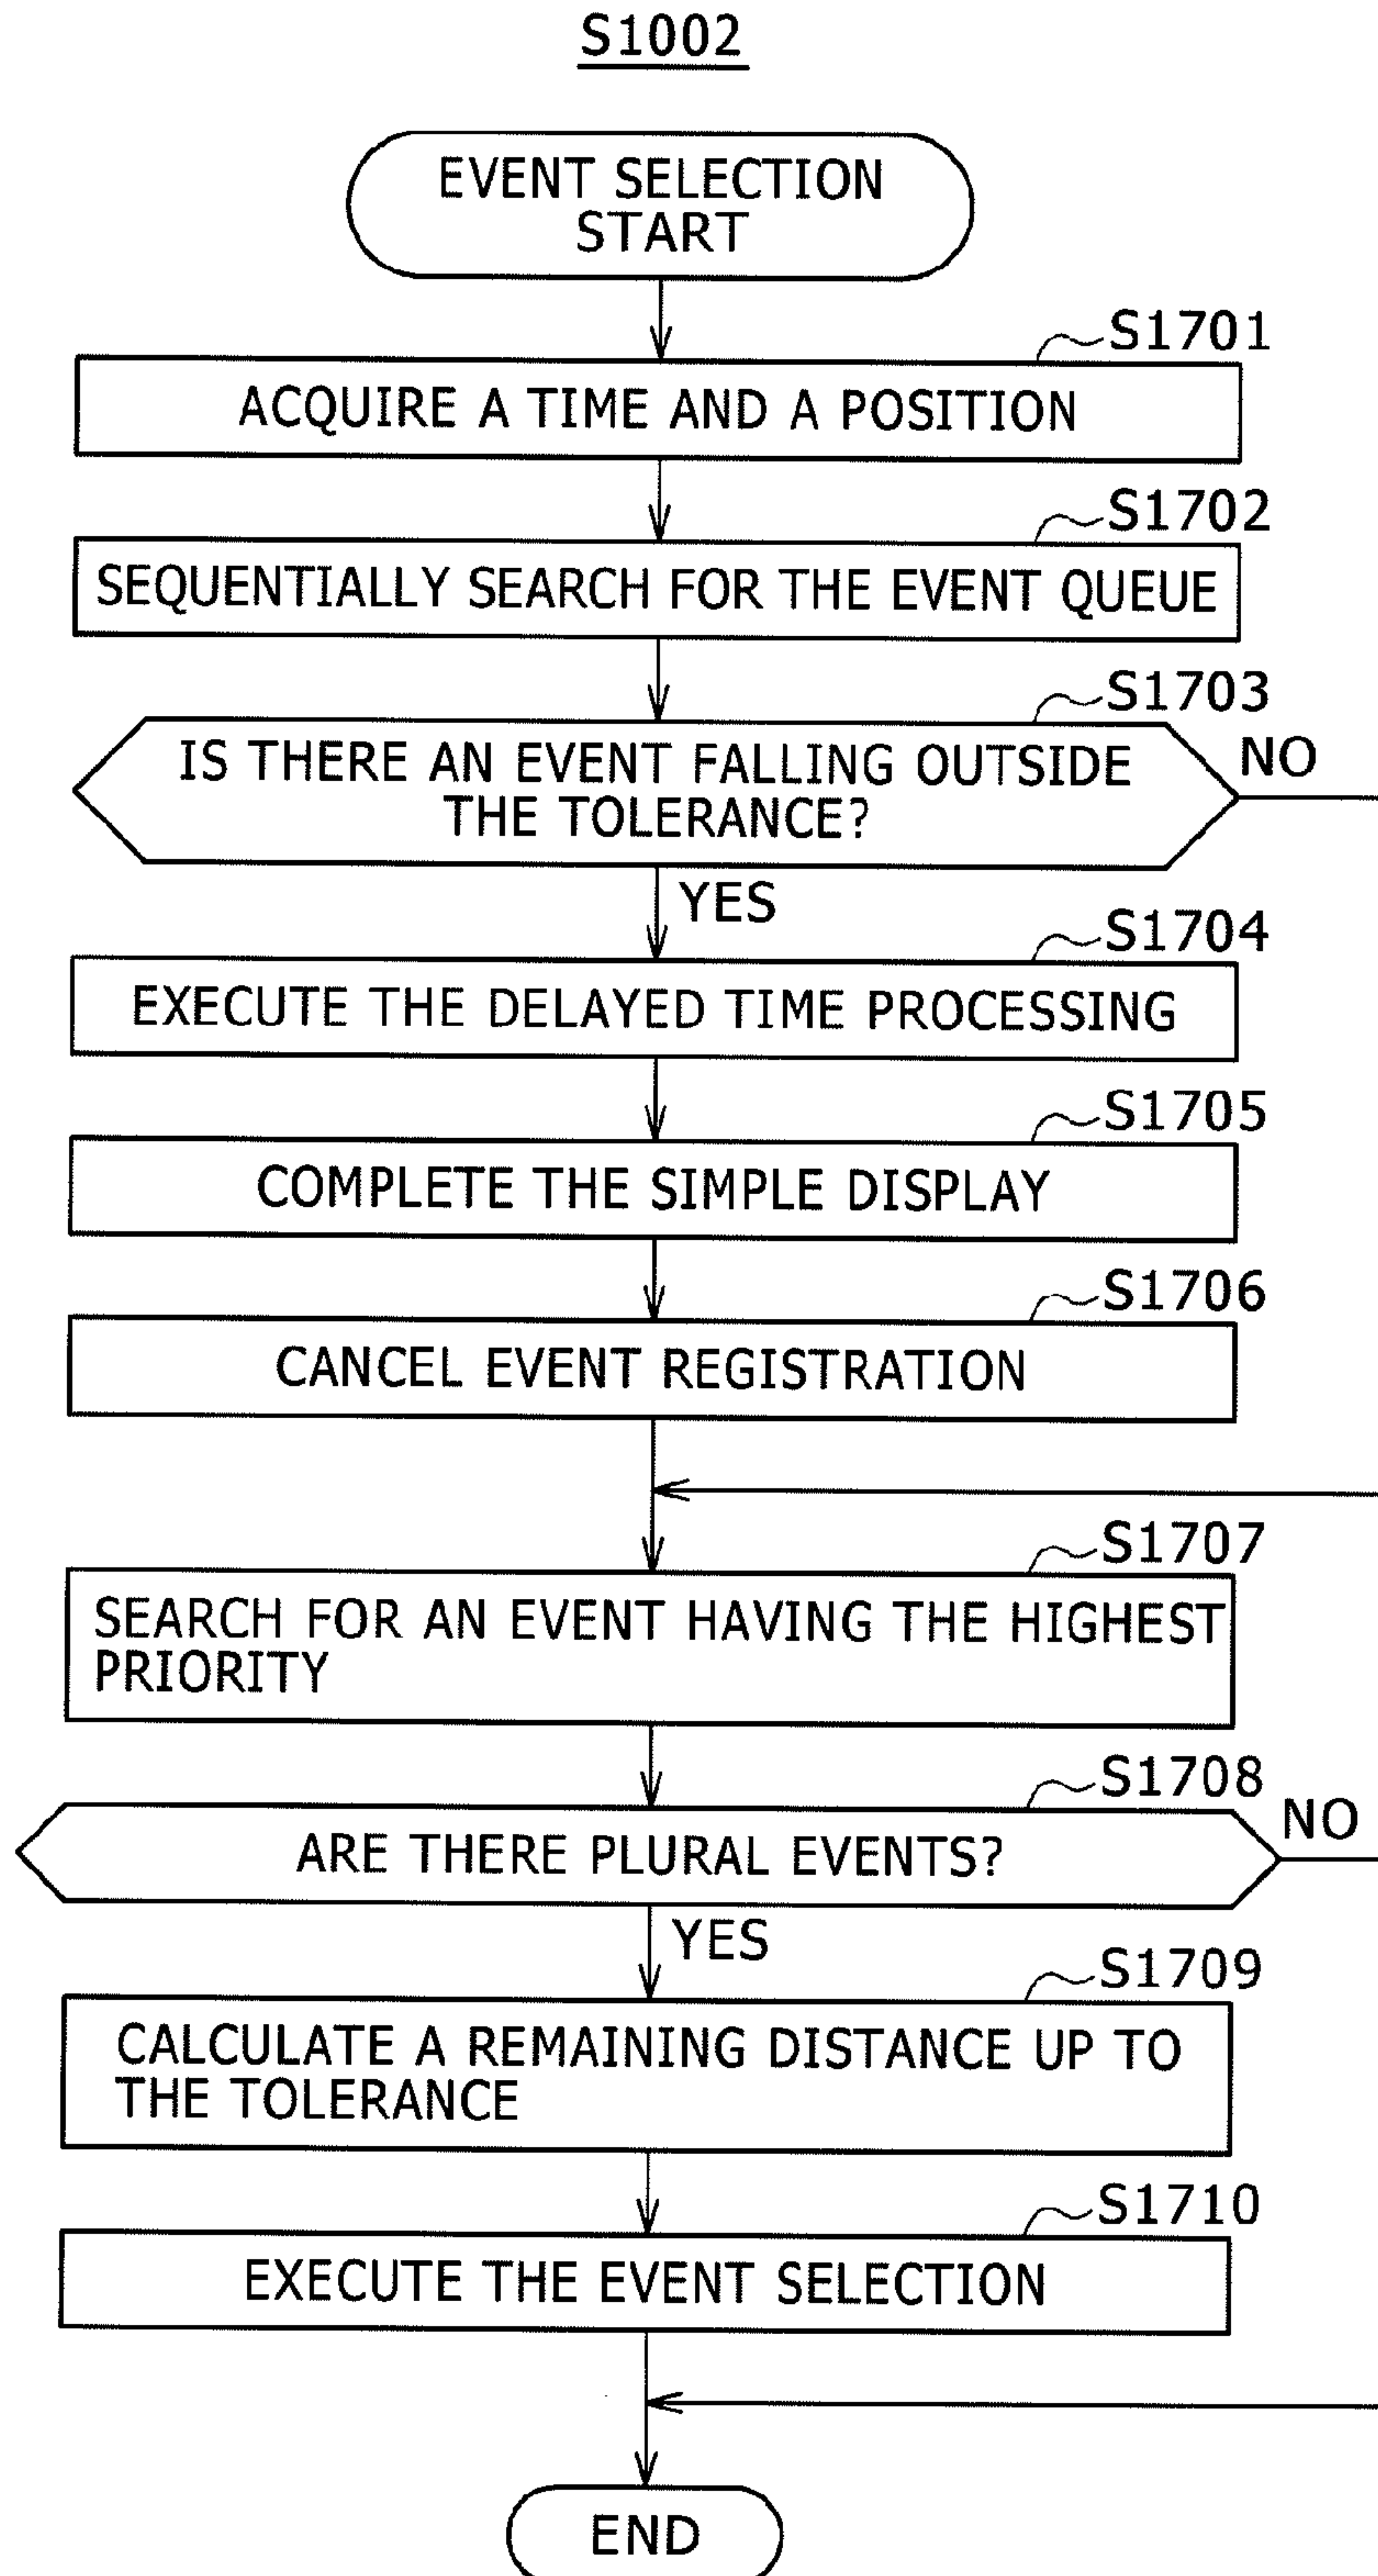 S1002
EVENT SELECTION
START
S1701
ACQUIRE A TIME AND A POSITION
S1702
SEQUENTIALLY SEARCH FOR THE EVENT QUEUE
S1703
IS THERE AN EVENT FALLING OUTSIDE
THE TOLERANCE?
NO
YES
S1704
EXECUTE THE DELAYED TIME PROCESSING
S1705
COMPLETE THE SIMPLE DISPLAY
S1706
CANCEL EVENT REGISTRATION
S1707
SEARCH FOR AN EVENT HAVING THE HIGHEST
PRIORITY
S1708
ARE THERE PLURAL EVENTS?
NO
YES
S1709
CALCULATE A REMAINING DISTANCE UP TO
THE TOLERANCE
S1710
EXECUTE THE EVENT SELECTION
END